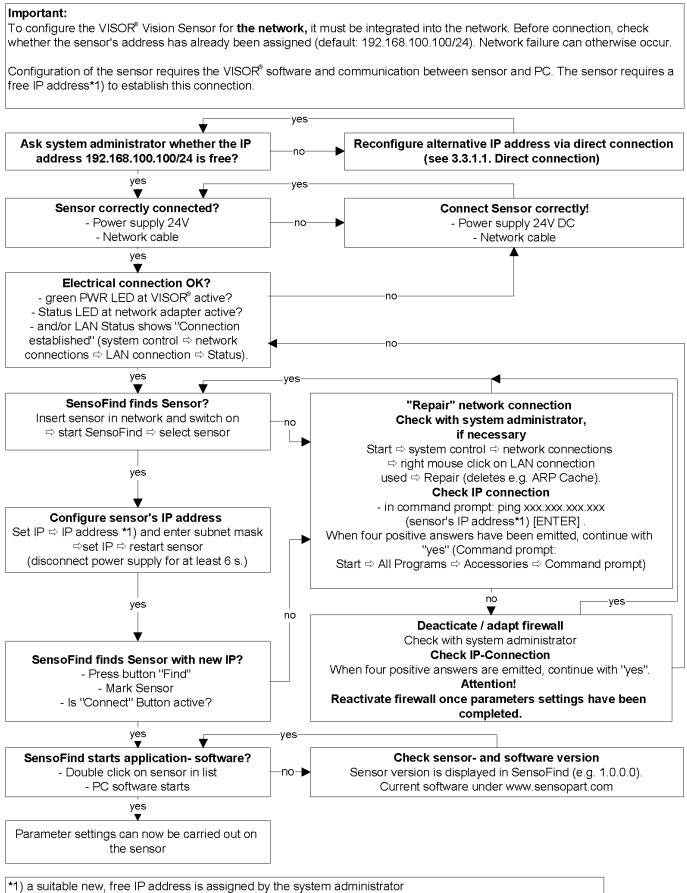 Important:
To configure the VISOR® Vision Sensor for the network, it must be integrated into the network. Before connection, check
whether the sensor's address has already been assigned (default: 192.168.100.100/24). Network failure can otherwise occur.
Configuration of the sensor requires the VISOR® software and communication between sensor and PC. The sensor requires a
free IP address*1) to establish this connection.
yes
Ask system administrator whether the IP
address 192.168.100.100/24 is free?
no
Reconfigure alternative IP address via direct connection
(see 3.3.1.1. Direct connection)
yes
yes
Sensor correctly connected?
- Power supply 24V
- Network cable
no
Connect Sensor correctly!
- Power supply 24V DC
- Network cable
yes
Electrical connection OK?
- green PWR LED at VISOR® active?
- Status LED at network adapter active?
- and/or LAN Status shows "Connection
established" (system control ⇨ network
connections ⇨ LAN connection ⇨ Status).
no
no
yes
yes
SensoFind finds Sensor?
Insert sensor in network and switch on
⇨ start SensoFind ⇨ select sensor
no
"Repair" network connection
Check with system administrator,
if necessary
Start ⇨ system control ⇨ network connections
⇨ right mouse click on LAN connection
used ⇨ Repair (deletes e.g. ARP Cache).
Check IP connection
- in command prompt: ping xxx.xxx.xxx.xxx
(sensor's IP address*1) [ENTER] .
When four positive answers have been emitted, continue with
"yes" (Command prompt:
Start ⇨ All Programs ⇨ Accessories ⇨ Command prompt)
yes
Configure sensor's IP address
Set IP ⇨ IP address *1) and enter subnet mask
⇨set IP ⇨ restart sensor
(disconnect power supply for at least 6 s.)
yes
no
no
yes
Deacticate / adapt firewall
Check with system administrator
Check IP-Connection
When four positive answers are emitted, continue with "yes".
Attention!
Reactivate firewall once parameters settings have been
completed.
SensoFind finds Sensor with new IP?
- Press button "Find"
- Mark Sensor
- Is "Connect" Button active?
yes
yes
SensoFind starts application- software?
- Double click on sensor in list
- PC software starts
no
Check sensor- and software version
Sensor version is displayed in SensoFind (e.g. 1.0.0.0).
Current software under www.sensopart.com
yes
Parameter settings can now be carried out on
the sensor
*1) a suitable new, free IP address is assigned by the system administrator